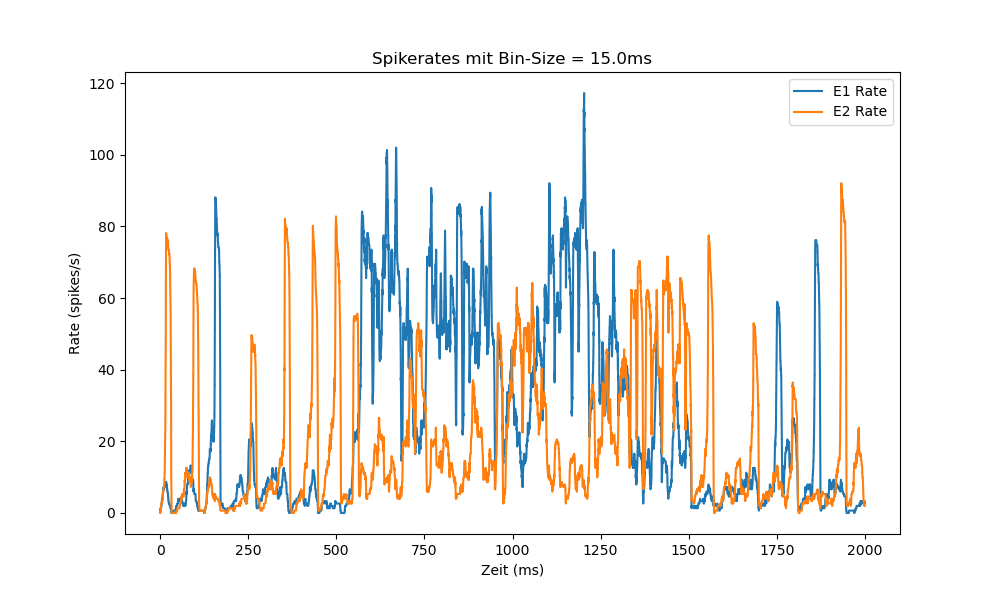 Spikerates mit Bin-Size = 15.0ms
E1 Rate
E2 Rate
120
100
80
60
40
20
0
Rate (spikes/s)
0 250 500 750 1000 1250 1500 1750 2000
Zeit (ms)